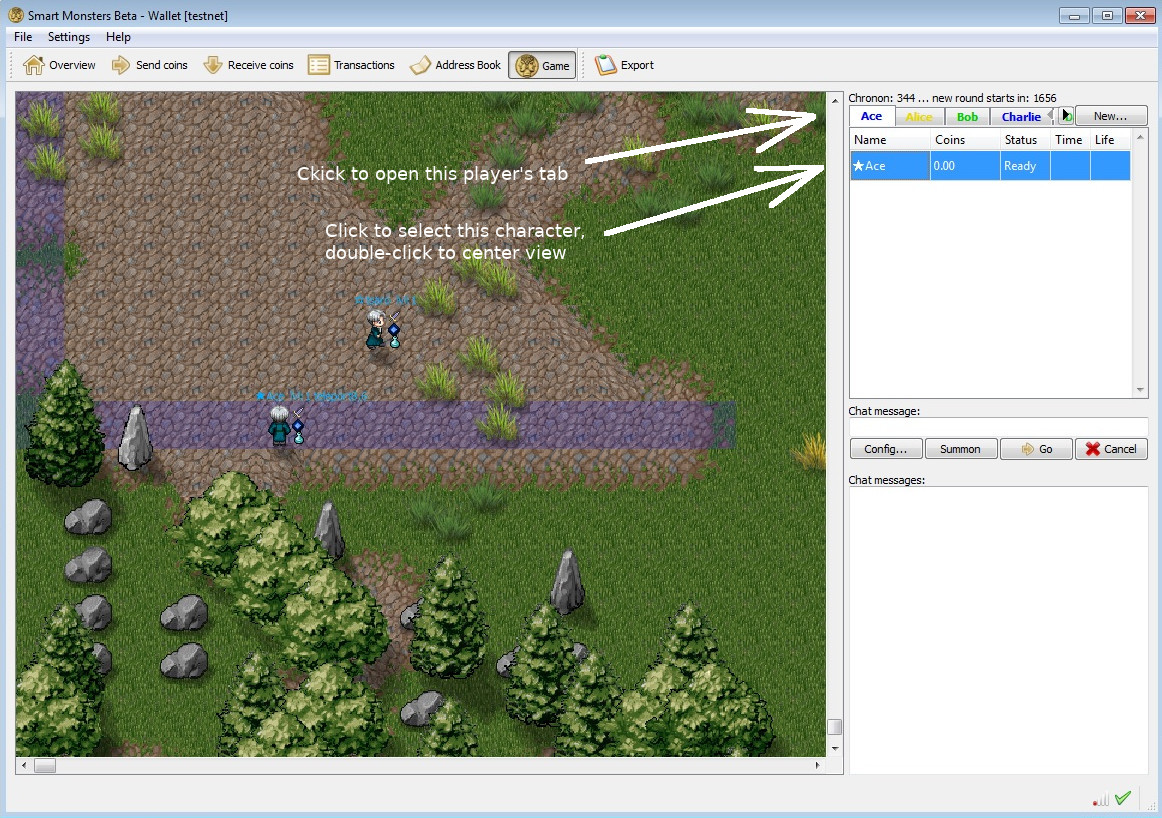 Smart Monsters Beta - Wallet [testnet]
File Settings Help
Overview Send coins Receive coins Transactions Address Book Game Export
Chronon: 344 ... new round starts in: 1656
Ace Alice Bob Charlie New...
Name Coins Status Time Life
Ace 0.00 Ready
Ckick to open this player's tab
Click to select this character,
double-click to center view
Chat message:
Config... Summon Go Cancel
Chat messages: